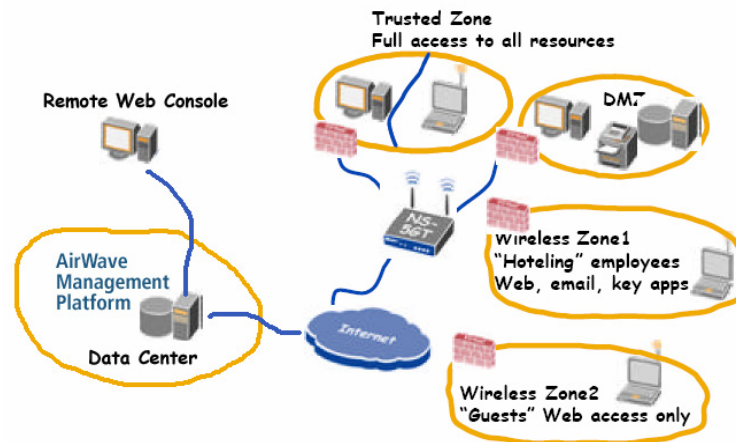 Trusted Zone
Full access to all resources
Remote Web Console
DMZ
NS-
5GT
Wireless Zone1
“Hoteling” employees
Web, email, key apps
AirWave
Management
Platform
Data Center
Internet
Wireless Zone2
“Guests” Web access only